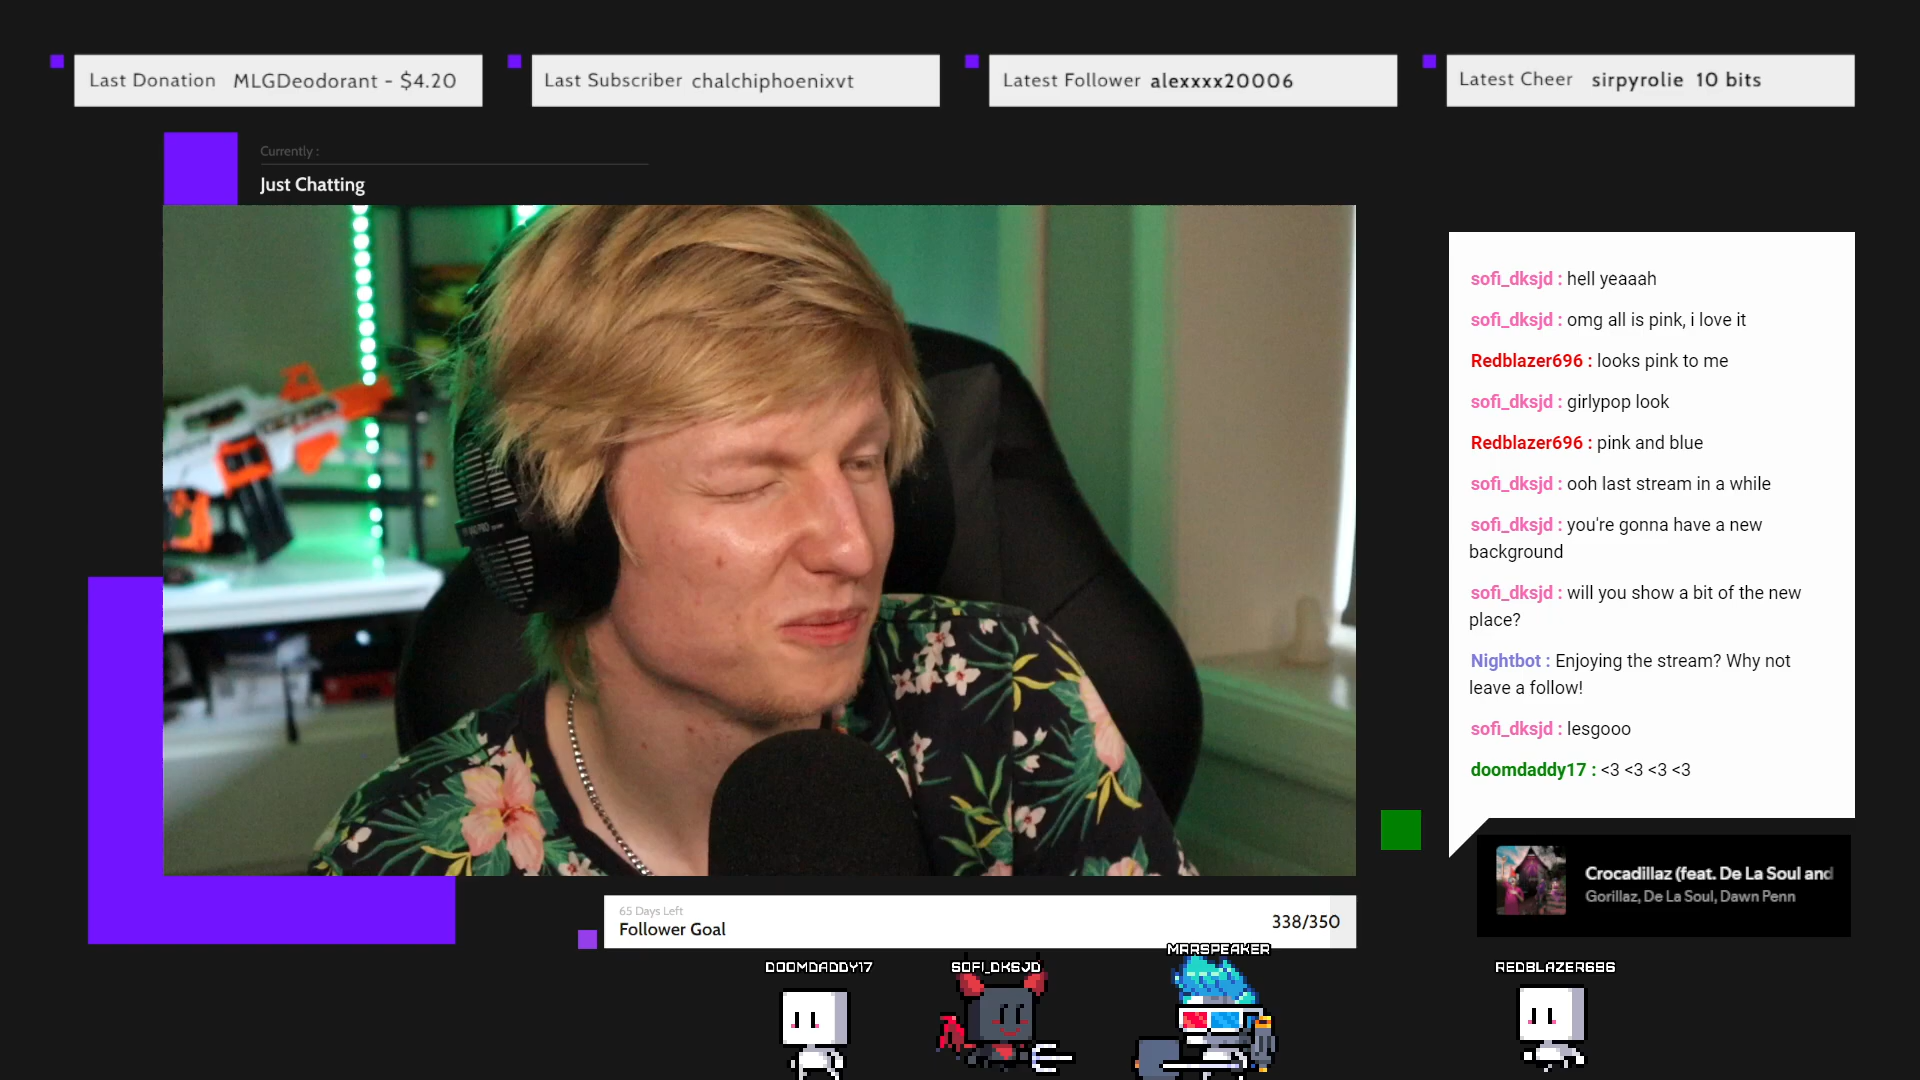 Last Donation MLGDeodorant - $4.20
Last Subscriber chalchiphoenixvt
Latest Follower alexxxx20006
Latest Cheer sirpyrolie 10 bits
Currently :
Just Chatting
sofi_dksjd : hell yeaaah
sofi_dksjd : omg all is pink, i love it
Redblazer696 : looks pink to me
sofi_dksjd : girlypop look
Redblazer696 : pink and blue
sofi_dksjd : ooh last stream in a while
sofi_dksjd : you're gonna have a new
background
sofi_dksjd : will you show a bit of the new
place?
Nightbot : Enjoying the stream? Why not
leave a follow!
sofi_dksjd : lesgooo
doomdaddy17 : <3 <3 <3 <3
Crocadillaz (feat. De La Soul and
Gorillaz, De La Soul, Dawn Penn
65 Days Left
Follower Goal
338/350
DOOMDADDY17
SOFI_DKSJD
MARSPEAKER
REDBLAZER696